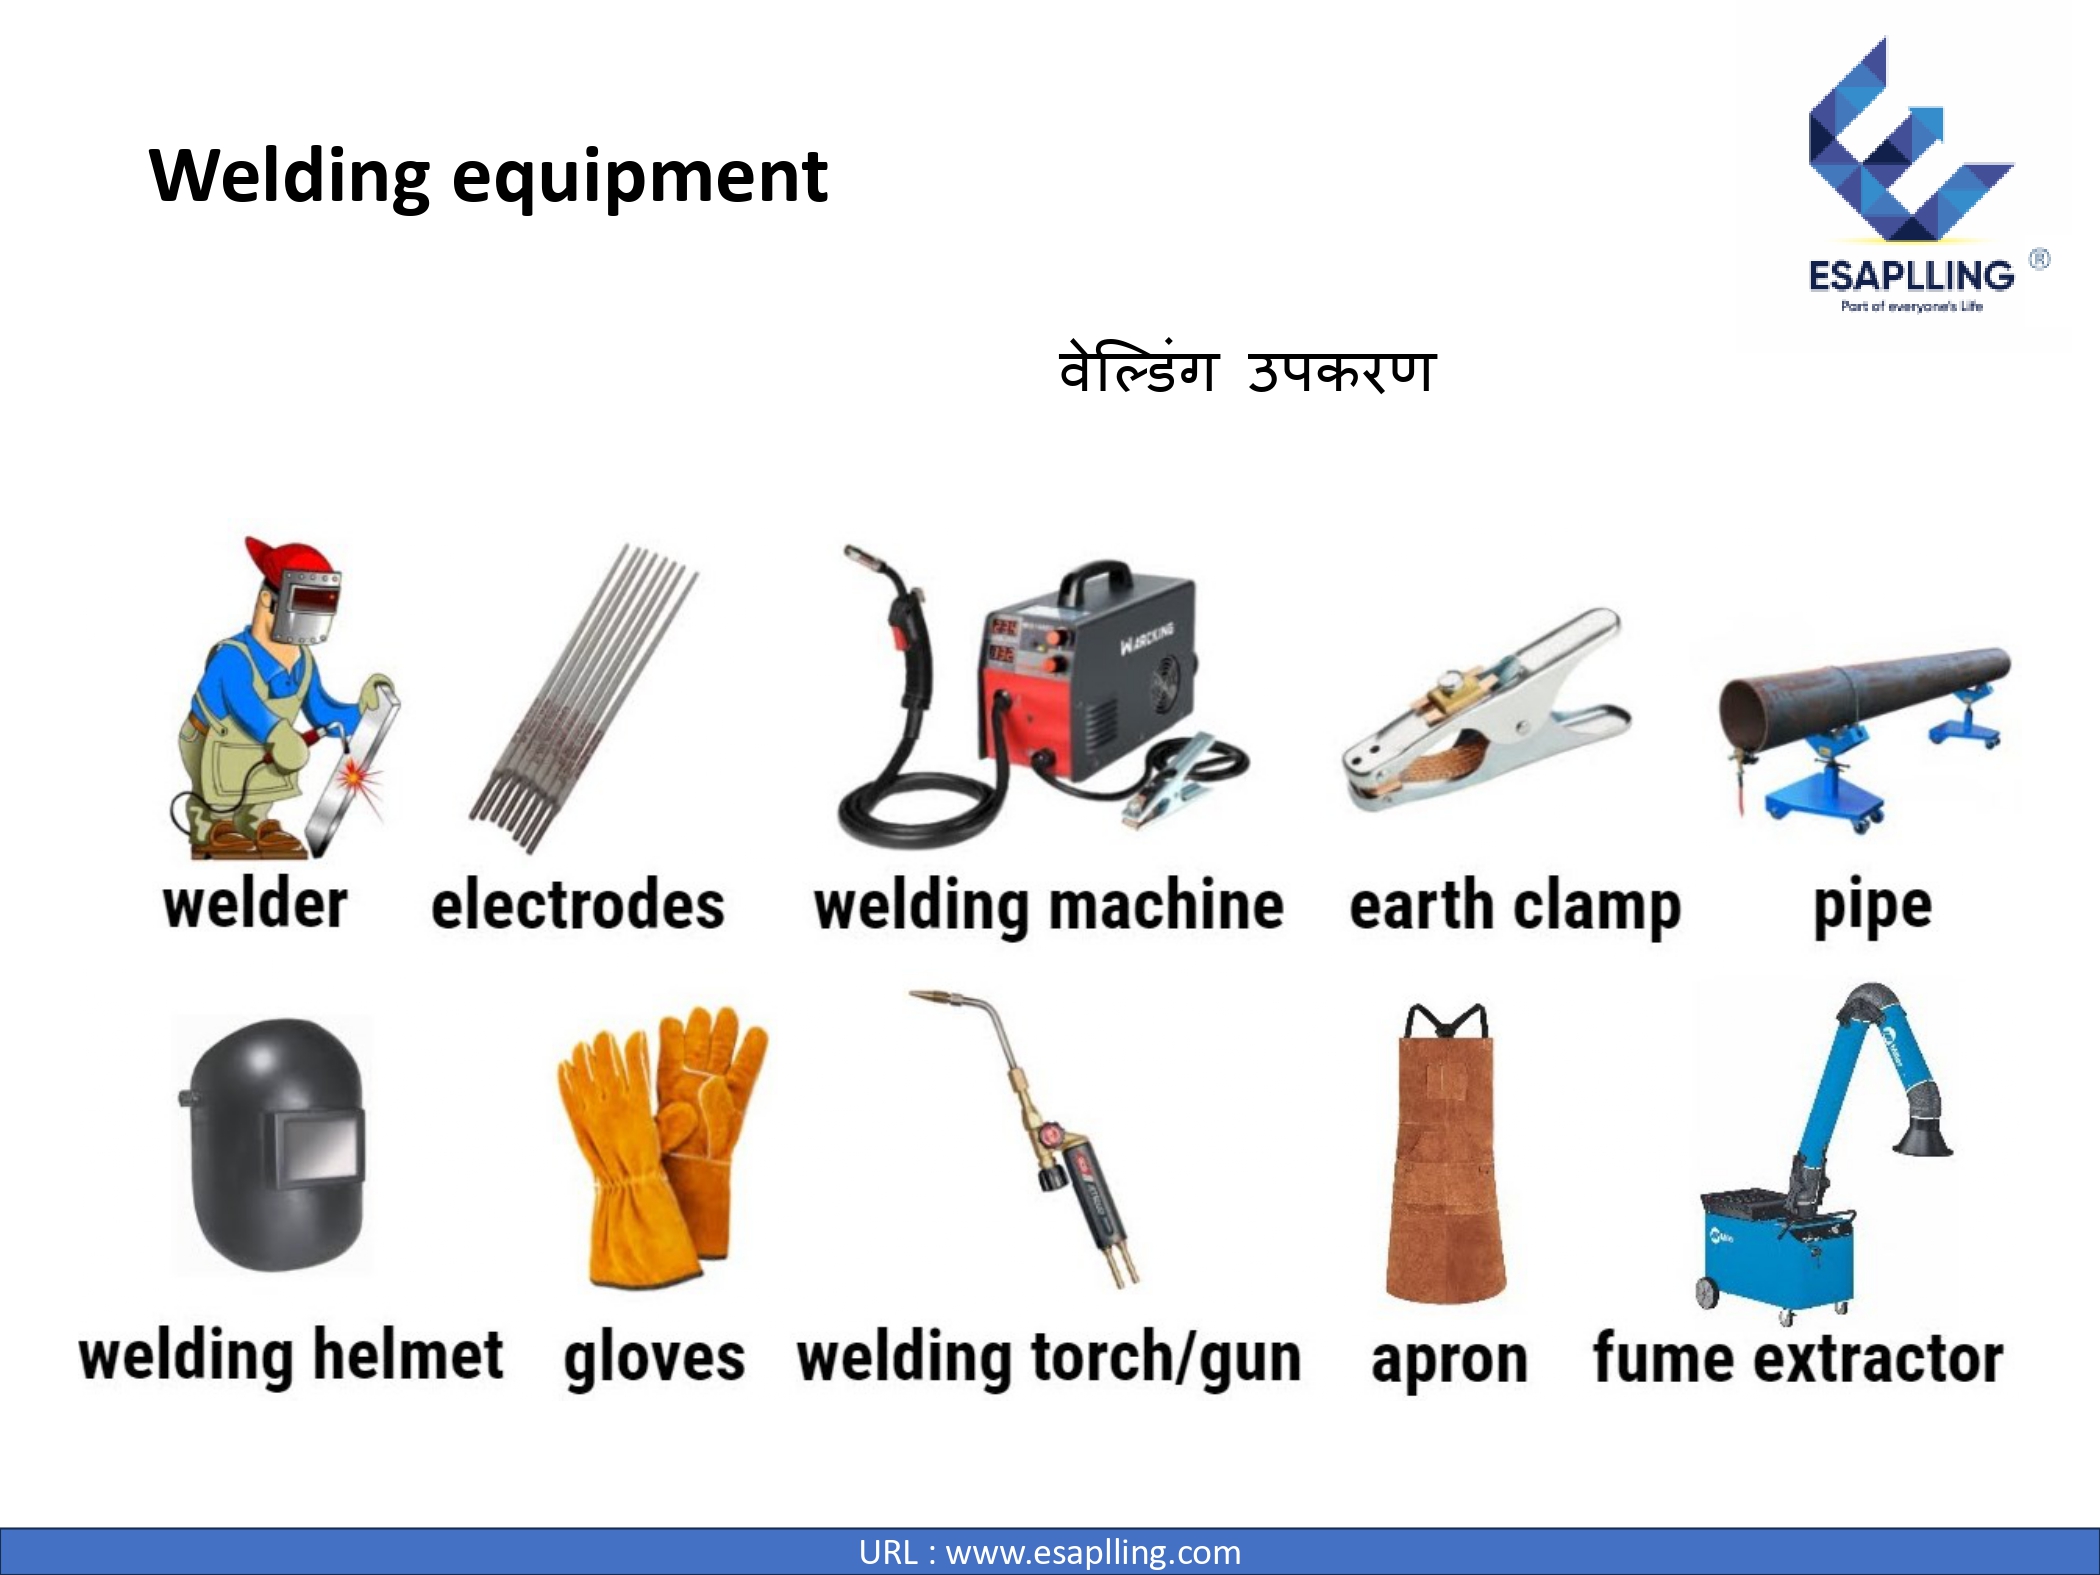 Welding equipment
ESAPLLING ®
Part of everyone's Life
वेल्डिंग उपकरण
WARCKING
welder electrodes welding machine earth clamp pipe
welding helmet gloves welding torch/gun apron fume extractor
URL : www.esaplling.com